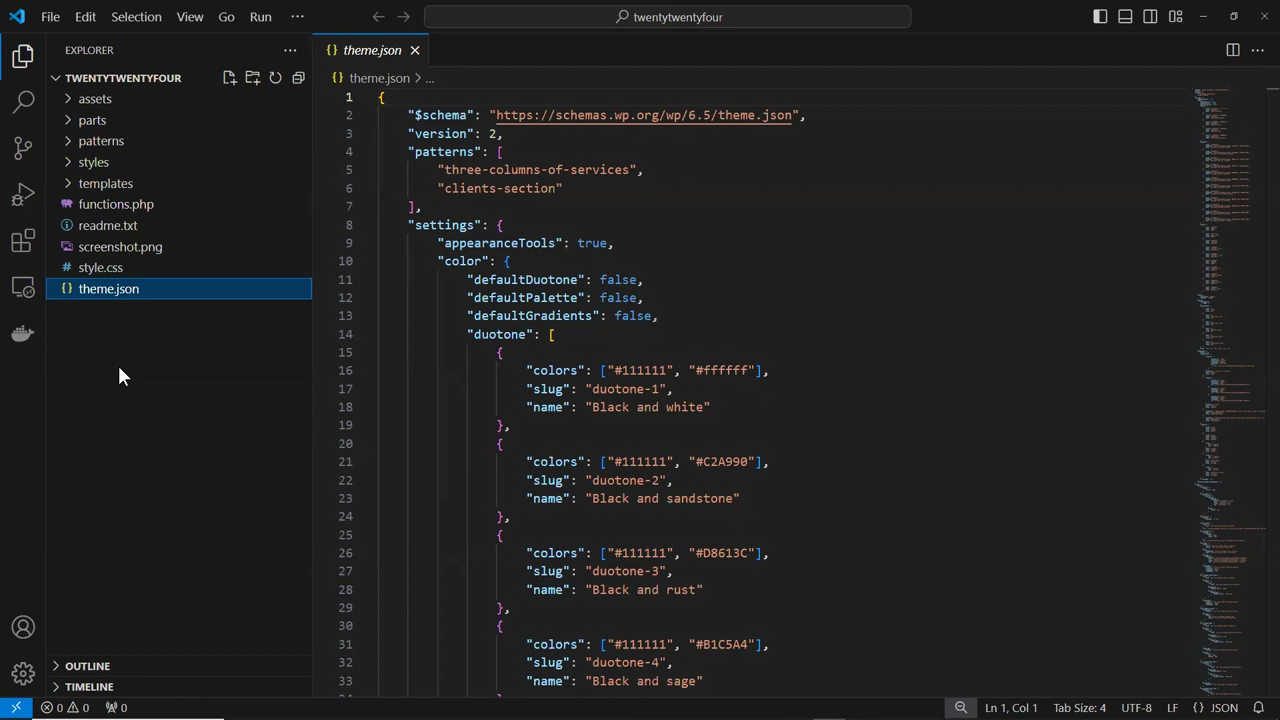 File Edit Selection View Go Run ···
twentytwentyfour
EXPLORER
TWENTYTWENTYFOUR
assets
parts
patterns
styles
templates
functions.php
readme.txt
screenshot.png
# style.css
{} theme.json
OUTLINE
TIMELINE
{} theme.json
{} theme.json > ...
1 {
2 "$schema": "https://schemas.wp.org/wp/6.5/theme.json",
3 "version": 2,
4 "patterns": [
5 "three-columns-of-services",
6 "clients-section"
7 ],
8 "settings": {
9 "appearanceTools": true,
10 "color": {
11 "defaultDuotone": false,
12 "defaultPalette": false,
13 "defaultGradients": false,
14 "duotone": [
15 {
16 "colors": ["#111111", "#ffffff"],
17 "slug": "duotone-1",
18 "name": "Black and white"
19 },
20 {
21 "colors": ["#111111", "#C2A990"],
22 "slug": "duotone-2",
23 "name": "Black and sandstone"
24 },
25 {
26 "colors": ["#111111", "#D8613C"],
27 "slug": "duotone-3",
28 "name": "Black and rust"
29 },
30 {
31 "colors": ["#111111", "#B1C5A4"],
32 "slug": "duotone-4",
33 "name": "Black and sage"
0 0 0
Ln 1, Col 1 Tab Size: 4 UTF-8 LF {} JSON